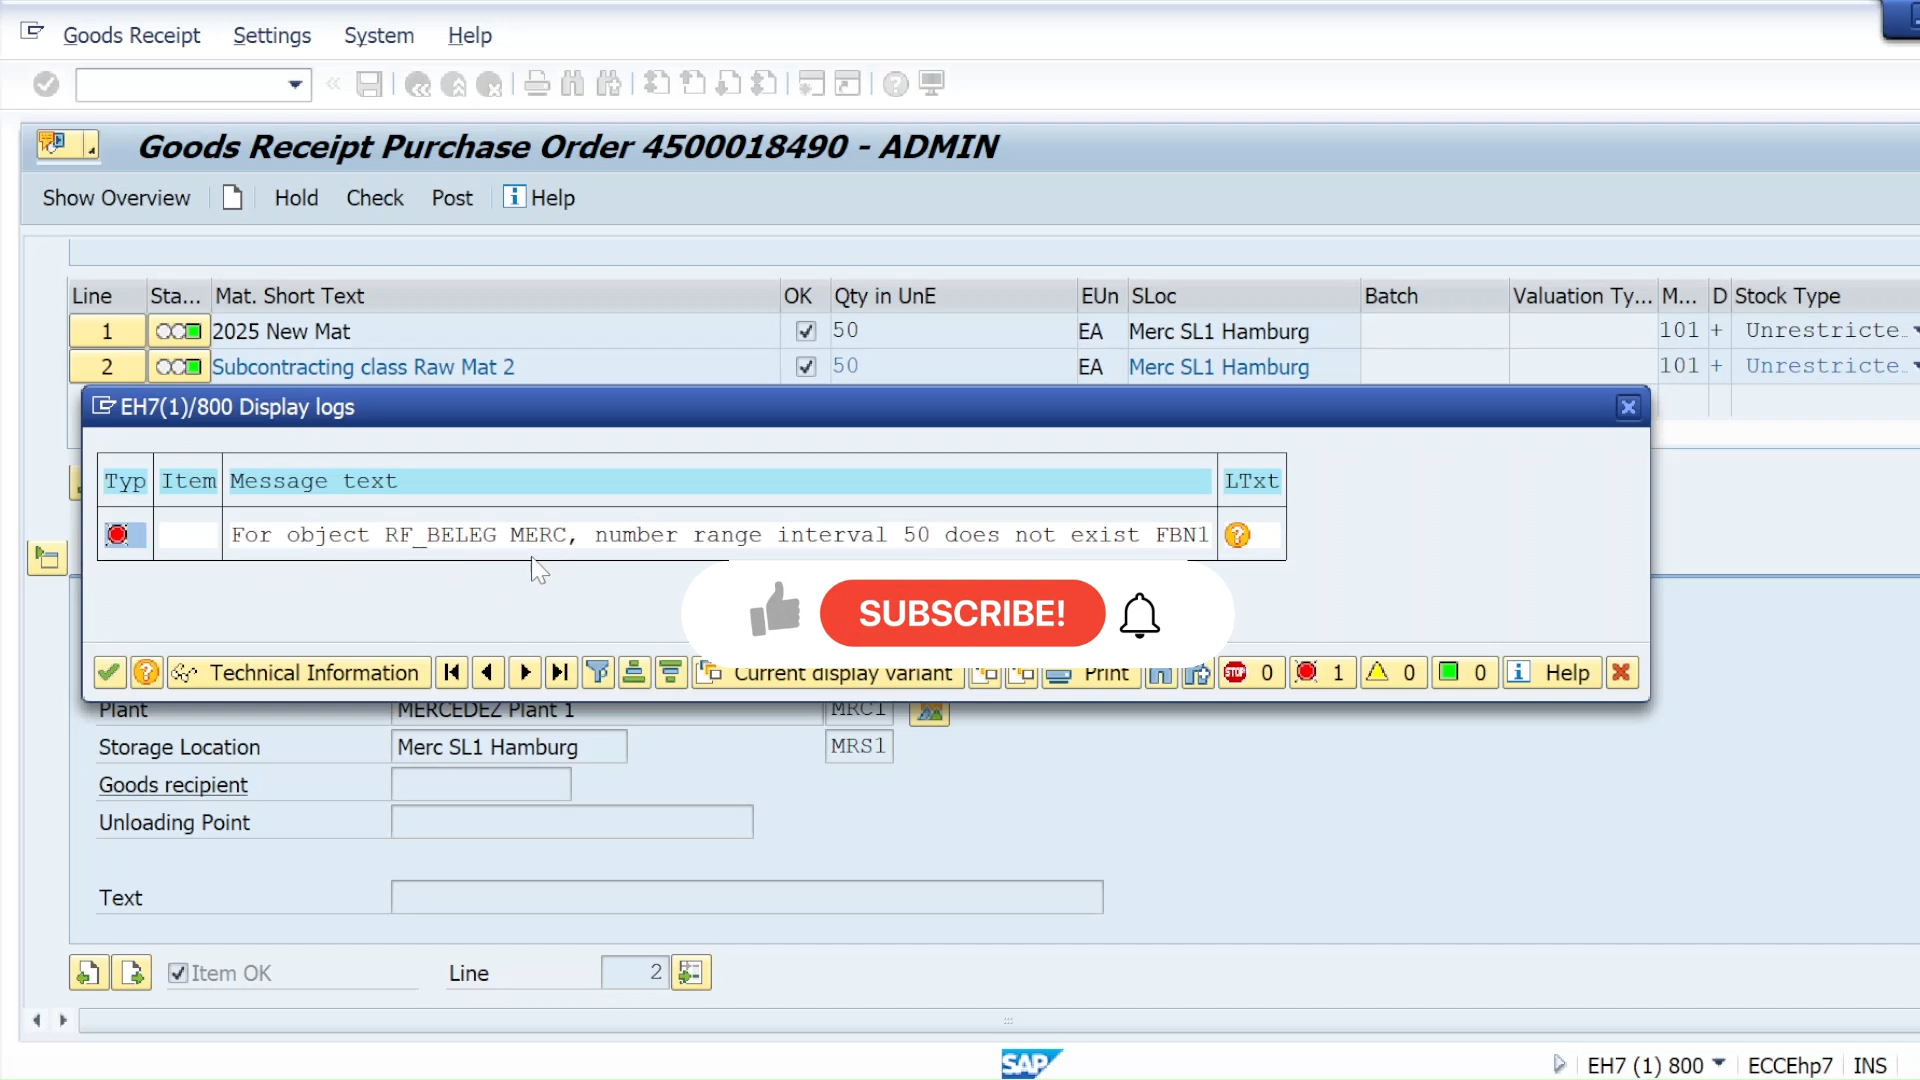 Goods Receipt Settings System Help
Goods Receipt Purchase Order 4500018490 - ADMIN
Show Overview Hold Check Post Help
Line Sta... Mat. Short Text OK Qty in UnE EUn SLoc Batch Valuation Ty... M... D Stock Type
1 2025 New Mat 50 EA Merc SL1 Hamburg 101 + Unrestricte..
2 Subcontracting class Raw Mat 2 50 EA Merc SL1 Hamburg 101 + Unrestricte..
EH7(1)/800 Display logs
Typ Item Message text LTxt
For object RF_BELEG MERC, number range interval 50 does not exist FBN1
SUBSCRIBE!
Technical Information Current display variant Print STOP 0 1 0 0 Help
Plant MERCEDEZ Plant 1 MRC1
Storage Location Merc SL1 Hamburg MRS1
Goods recipient
Unloading Point
Text
Item OK Line 2
SAP EH7 (1) 800 ECCEhp7 INS